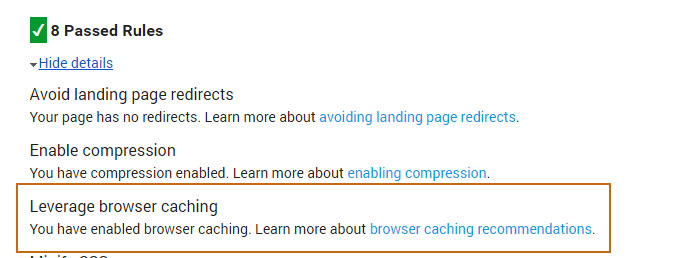 ✓ 8 Passed Rules
Hide details
Avoid landing page redirects
Your page has no redirects. Learn more about avoiding landing page redirects.
Enable compression
You have compression enabled. Learn more about enabling compression.
Leverage browser caching
You have enabled browser caching. Learn more about browser caching recommendations.